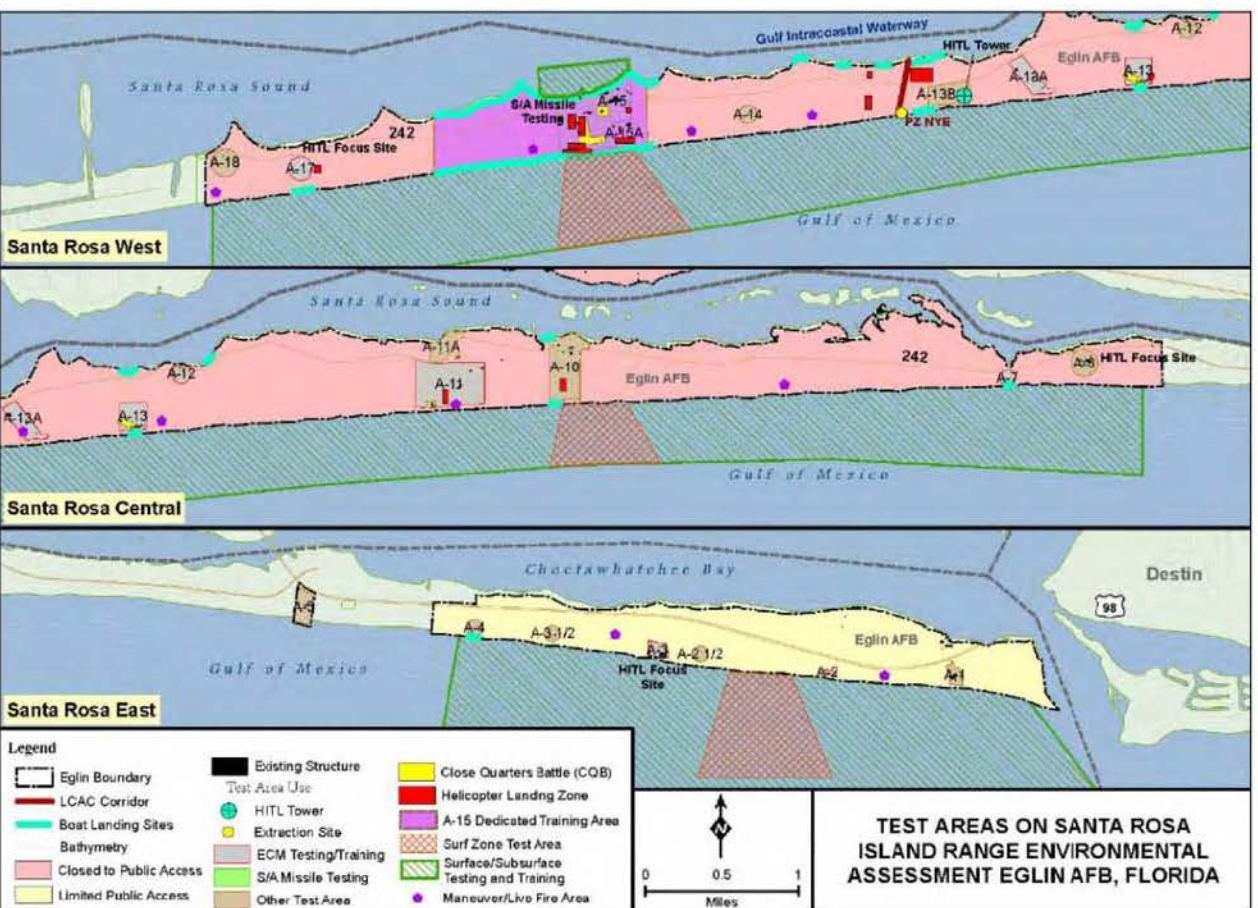 Gulf Intracoastal Waterway
A-12
HITL Tower
Eglin AFB
Santa Rosa Sound
A-13A
A-13
S/A Missile
Testing
A-15
A-13B
242
A-14
A-15A
PZ NYE
HITL Focus Site
A-18
A-17
Gulf of Mexico
Santa Rosa West
Santa Rosa Sound
A-11A
242
HITL Focus Site
A-12
A-10
Eglin AFB
A-7
A-6
A-13A
A-13
Gulf of Mexico
Santa Rosa Central
Choctawhatchee Bay
Destin
98
A-4
A-3-1/2
Eglin AFB
A-3
A-2 1/2
Gulf of Mexico
HITL Focus
Site
A-2
A-1
Santa Rosa East
Legend
Eglin Boundary
LCAC Corridor
Boat Landing Sites
Bathymetry
Closed to Public Access
Limited Public Access
Existing Structure
Test Area Use
HITL Tower
Extraction Site
ECM Testing/Training
S/A Missile Testing
Other Test Area
Close Quarters Battle (CQB)
Helicopter Landing Zone
A-15 Dedicated Training Area
Surf Zone Test Area
Surface/Subsurface
Testing and Training
Maneuver/Live Fire Area
N
0 0.5 1
Miles
TEST AREAS ON SANTA ROSA
ISLAND RANGE ENVIRONMENTAL
ASSESSMENT EGLIN AFB, FLORIDA